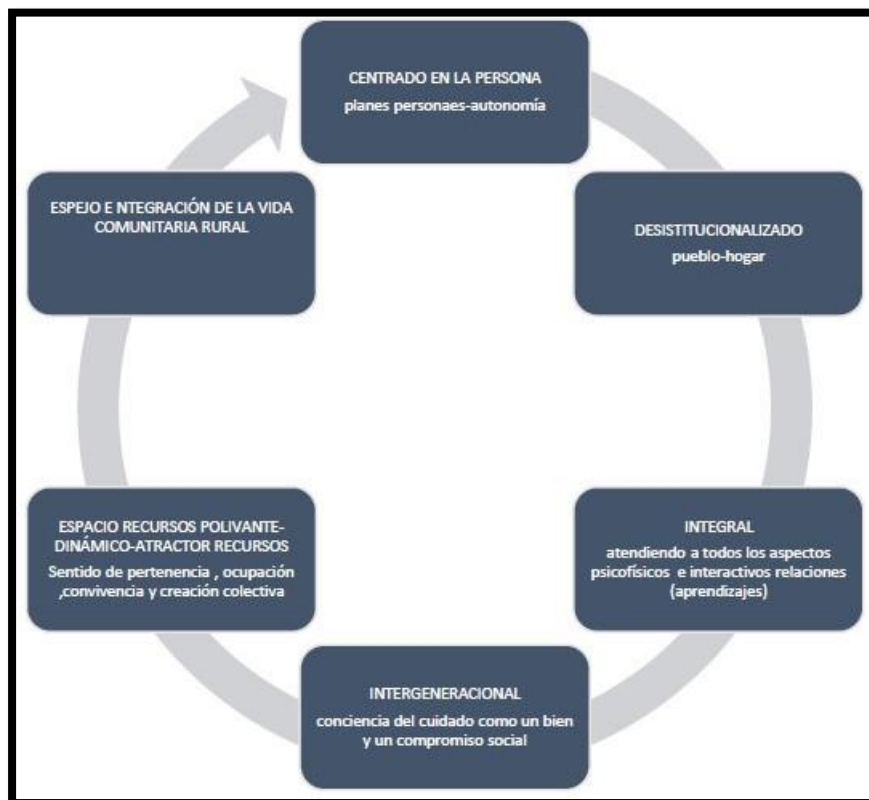 CENTRADO EN LA PERSONA
planes personaes-autonomía
DESISTITUCIONALIZADO
pueblo-hogar
INTEGRAL
atendiendo a todos los aspectos
psicofísicos e interactivos relaciones
(aprendizajes)
INTERGENERACIONAL
conciencia del cuidado como un bien
y un compromiso social
ESPACIO RECURSOS POLIVANTE-
DINÁMICO-ATRACTOR RECURSOS
Sentido de pertenencia , ocupación
,convivencia y creación colectiva
ESPEJO E NTEGRACIÓN DE LA VIDA
COMUNITARIA RURAL